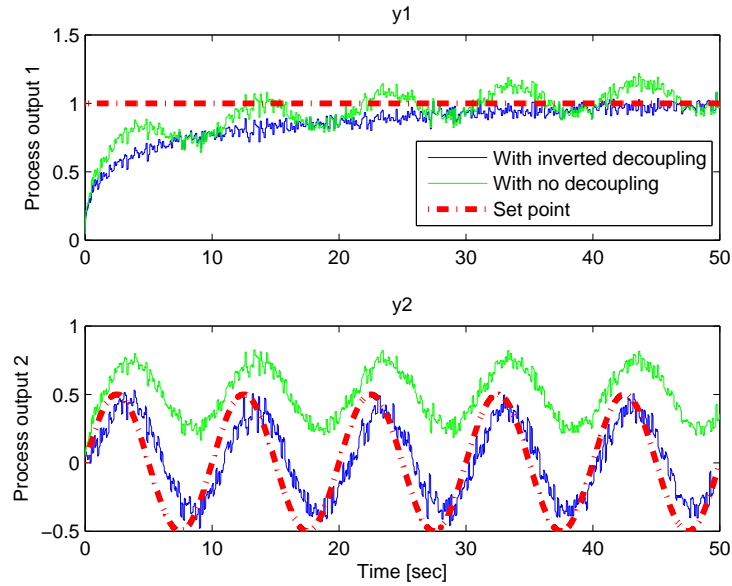 y1
Process output 1
1.5
1
0.5
0
0
10
20
30
40
50
With inverted decoupling
With no decoupling
Set point
y2
Process output 2
1
0.5
0
−0.5
0
10
20
30
40
50
Time [sec]